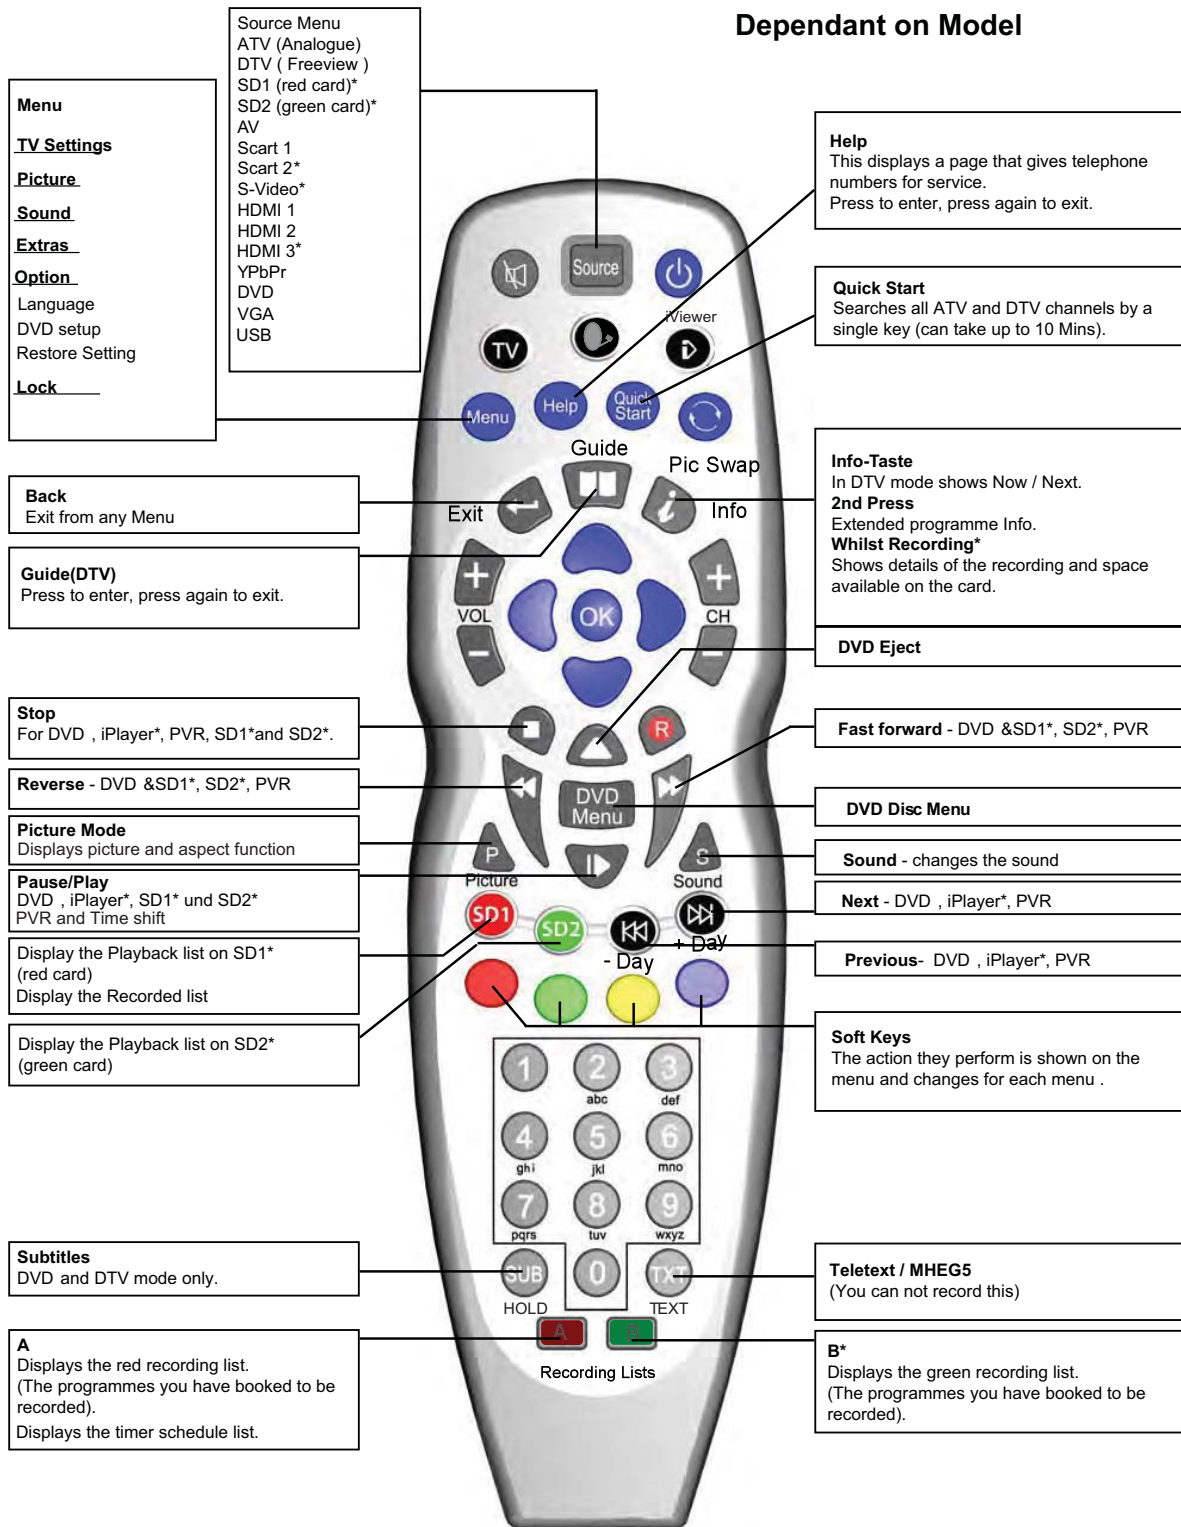 Dependant on Model
Source Menu
ATV (Analogue)
DTV ( Freeview )
SD1 (red card)*
SD2 (green card)*
AV
Scart 1
Scart 2*
S-Video*
HDMI 1
HDMI 2
HDMI 3*
YPbPr
DVD
VGA
USB
Menu
TV Settings
Picture
Sound
Extras
Option
Language
DVD setup
Restore Setting
Lock
Back
Exit from any Menu
Guide(DTV)
Press to enter, press again to exit.
Stop
For DVD , iPlayer*, PVR, SD1*and SD2*.
Reverse - DVD &SD1*, SD2*, PVR
Picture Mode
Displays picture and aspect function
Pause/Play
DVD , iPlayer*, SD1* und SD2*
PVR and Time shift
Display the Playback list on SD1*
(red card)
Display the Recorded list
Display the Playback list on SD2*
(green card)
Subtitles
DVD and DTV mode only.
A
Displays the red recording list.
(The programmes you have booked to be
recorded).
Displays the timer schedule list.
Source
iViewer
TV
D
Menu
Help
Quick
Start
Guide
Pic Swap
Exit
i
Info
+
+
VOL
OK
CH
-
-
R
DVD
Menu
P
S
Picture
Sound
SD1
SD2
- Day
+ Day
1
2
3
abc
def
4
5
6
ghi
jkl
mno
7
8
9
pqrs
tuv
wxyz
SUB
0
TXT
HOLD
TEXT
A
B
Recording Lists
Help
This displays a page that gives telephone
numbers for service.
Press to enter, press again to exit.
Quick Start
Searches all ATV and DTV channels by a
single key (can take up to 10 Mins).
Info-Taste
In DTV mode shows Now / Next.
2nd Press
Extended programme Info.
Whilst Recording*
Shows details of the recording and space
available on the card.
DVD Eject
Fast forward - DVD &SD1*, SD2*, PVR
DVD Disc Menu
Sound - changes the sound
Next - DVD , iPlayer*, PVR
Previous- DVD , iPlayer*, PVR
Soft Keys
The action they perform is shown on the
menu and changes for each menu .
Teletext / MHEG5
(You can not record this)
B*
Displays the green recording list.
(The programmes you have booked to be
recorded).